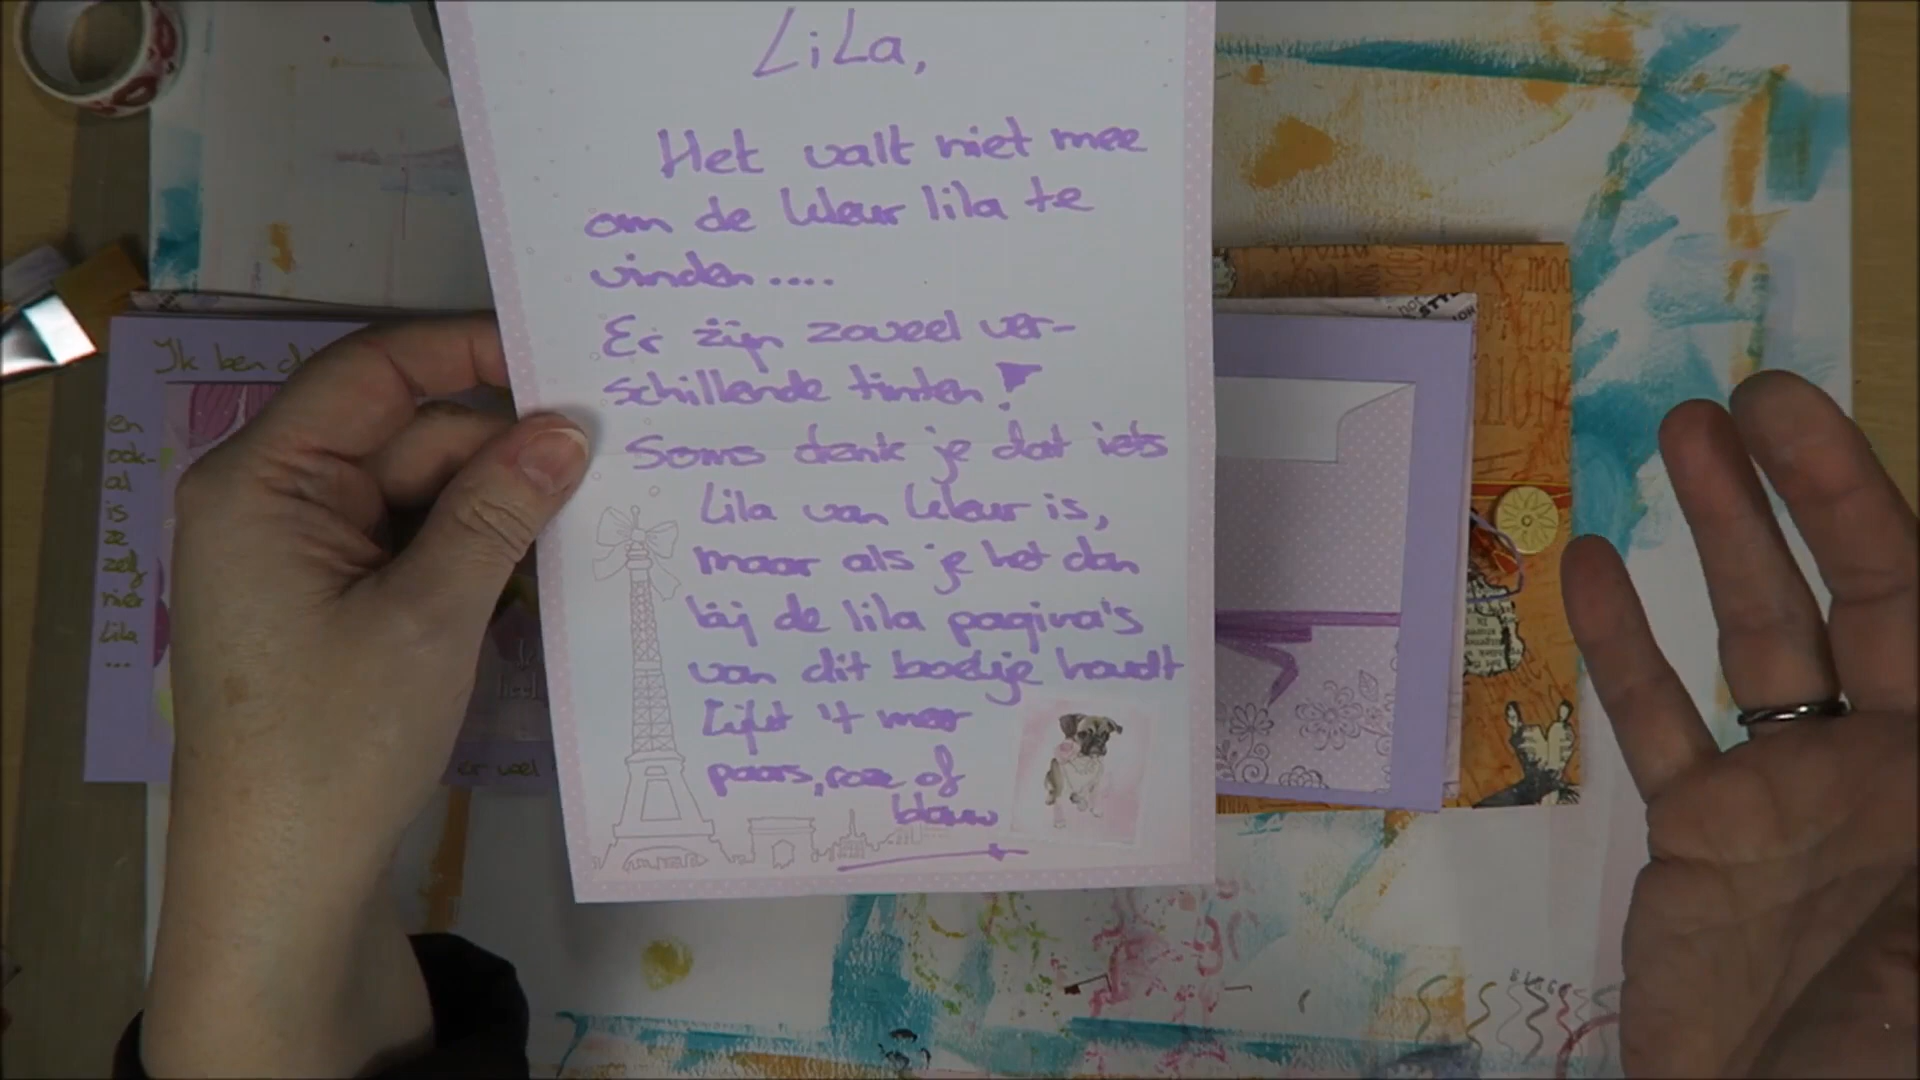 LiLa,
Het valt niet mee
om de kleur lila te
vinden....
Er zijn zoveel ver-
schillende tinten!
Soms denk je dat iets
Lila van kleur is,
maar als je het dan
bij de lila pagina's
van dit boekje houdt
Lijkt 't meer
paars, roze of
blauw
Ik ben
en
ook-
al
is
ze
zelf
niet
Lila
...
er veel